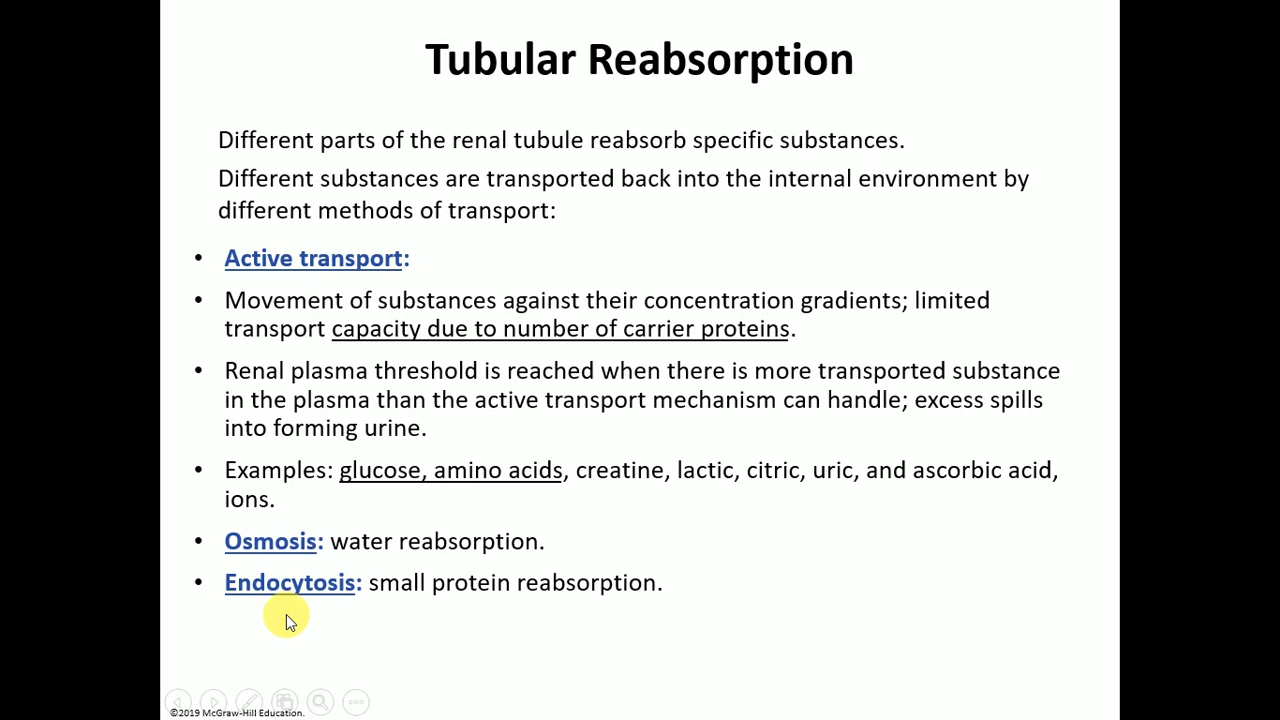 Tubular Reabsorption
Different parts of the renal tubule reabsorb specific substances.
Different substances are transported back into the internal environment by
different methods of transport:
• Active transport:
• Movement of substances against their concentration gradients; limited
transport capacity due to number of carrier proteins.
• Renal plasma threshold is reached when there is more transported substance
in the plasma than the active transport mechanism can handle; excess spills
into forming urine.
• Examples: glucose, amino acids, creatine, lactic, citric, uric, and ascorbic acid,
ions.
• Osmosis: water reabsorption.
• Endocytosis: small protein reabsorption.
©2019 McGraw-Hill Education.